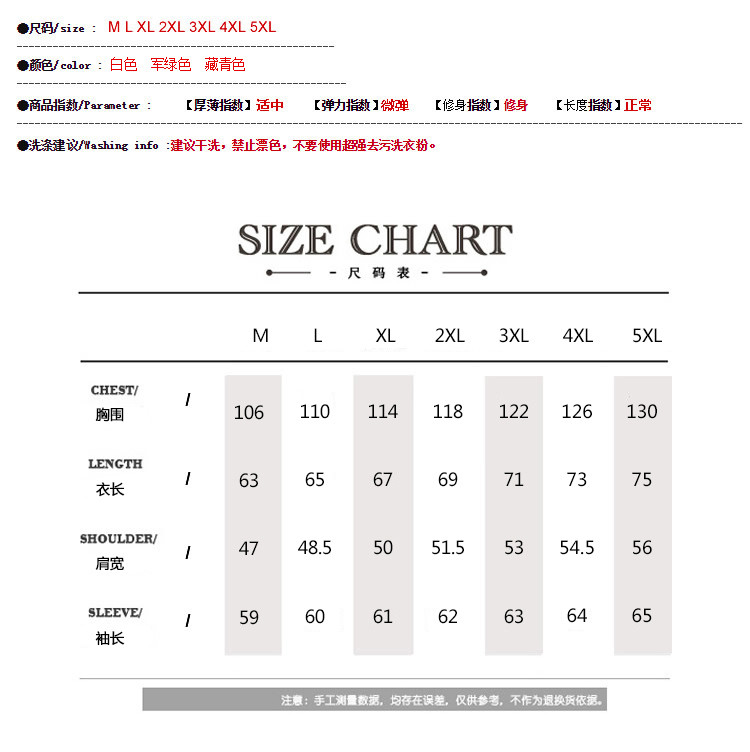 ●尺码/size : M L XL 2XL 3XL 4XL 5XL
●颜色/color : 白色 军绿色 藏青色
●商品指数/Parameter : 【厚薄指数】适中 【弹力指数】微弹 【修身指数】修身 【长度指数】正常
●洗涤建议/Washing info :建议干洗，禁止漂色，不要使用超强去污洗衣粉。
SIZE CHART
- 尺码表 -
M L XL 2XL 3XL 4XL 5XL
CHEST/
胸围 / 106 110 114 118 122 126 130
LENGTH
衣长 / 63 65 67 69 71 73 75
SHOULDER/
肩宽 / 47 48.5 50 51.5 53 54.5 56
SLEEVE/
袖长 / 59 60 61 62 63 64 65
注意：手工测量数据，均存在误差，仅供参考，不作为退换货依据。